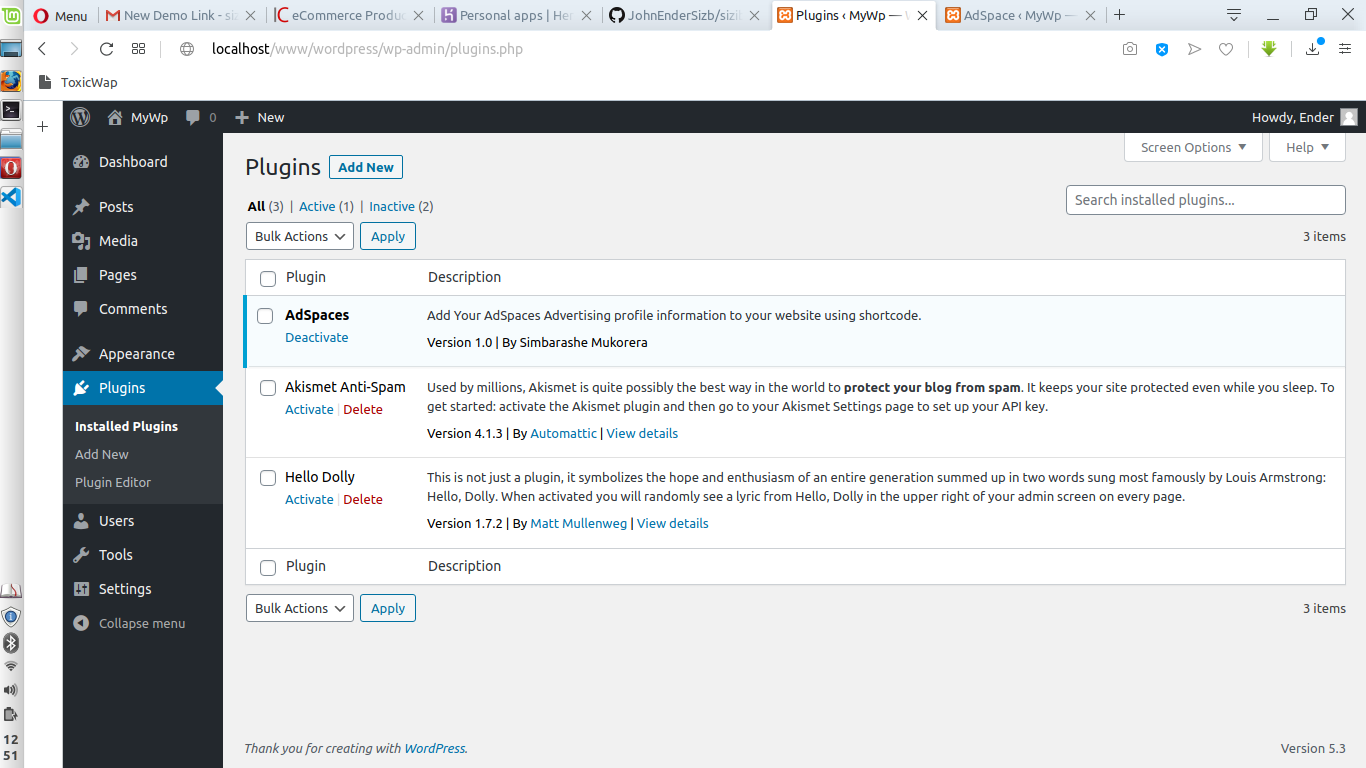 Menu
New Demo Link - siz
eCommerce Produc
Personal apps | Her
JohnEnderSizb/sizib
Plugins ‹ MyWp — W
AdSpace ‹ MyWp —
localhost/www/wordpress/wp-admin/plugins.php
ToxicWap
MyWp
0
New
Howdy, Ender
Dashboard
Posts
Media
Pages
Comments
Appearance
Plugins
Installed Plugins
Add New
Plugin Editor
Users
Tools
Settings
Collapse menu
Screen Options
Help
Plugins
Add New
All (3) | Active (1) | Inactive (2)
Search installed plugins...
Bulk Actions
Apply
3 items
Plugin
Description
AdSpaces
Deactivate
Add Your AdSpaces Advertising profile information to your website using shortcode.
Version 1.0 | By Simbarashe Mukorera
Akismet Anti-Spam
Activate | Delete
Used by millions, Akismet is quite possibly the best way in the world to protect your blog from spam. It keeps your site protected even while you sleep. To
get started: activate the Akismet plugin and then go to your Akismet Settings page to set up your API key.
Version 4.1.3 | By Automattic | View details
Hello Dolly
Activate | Delete
This is not just a plugin, it symbolizes the hope and enthusiasm of an entire generation summed up in two words sung most famously by Louis Armstrong:
Hello, Dolly. When activated you will randomly see a lyric from Hello, Dolly in the upper right of your admin screen on every page.
Version 1.7.2 | By Matt Mullenweg | View details
Plugin
Description
Bulk Actions
Apply
3 items
Thank you for creating with WordPress.
Version 5.3
12
51